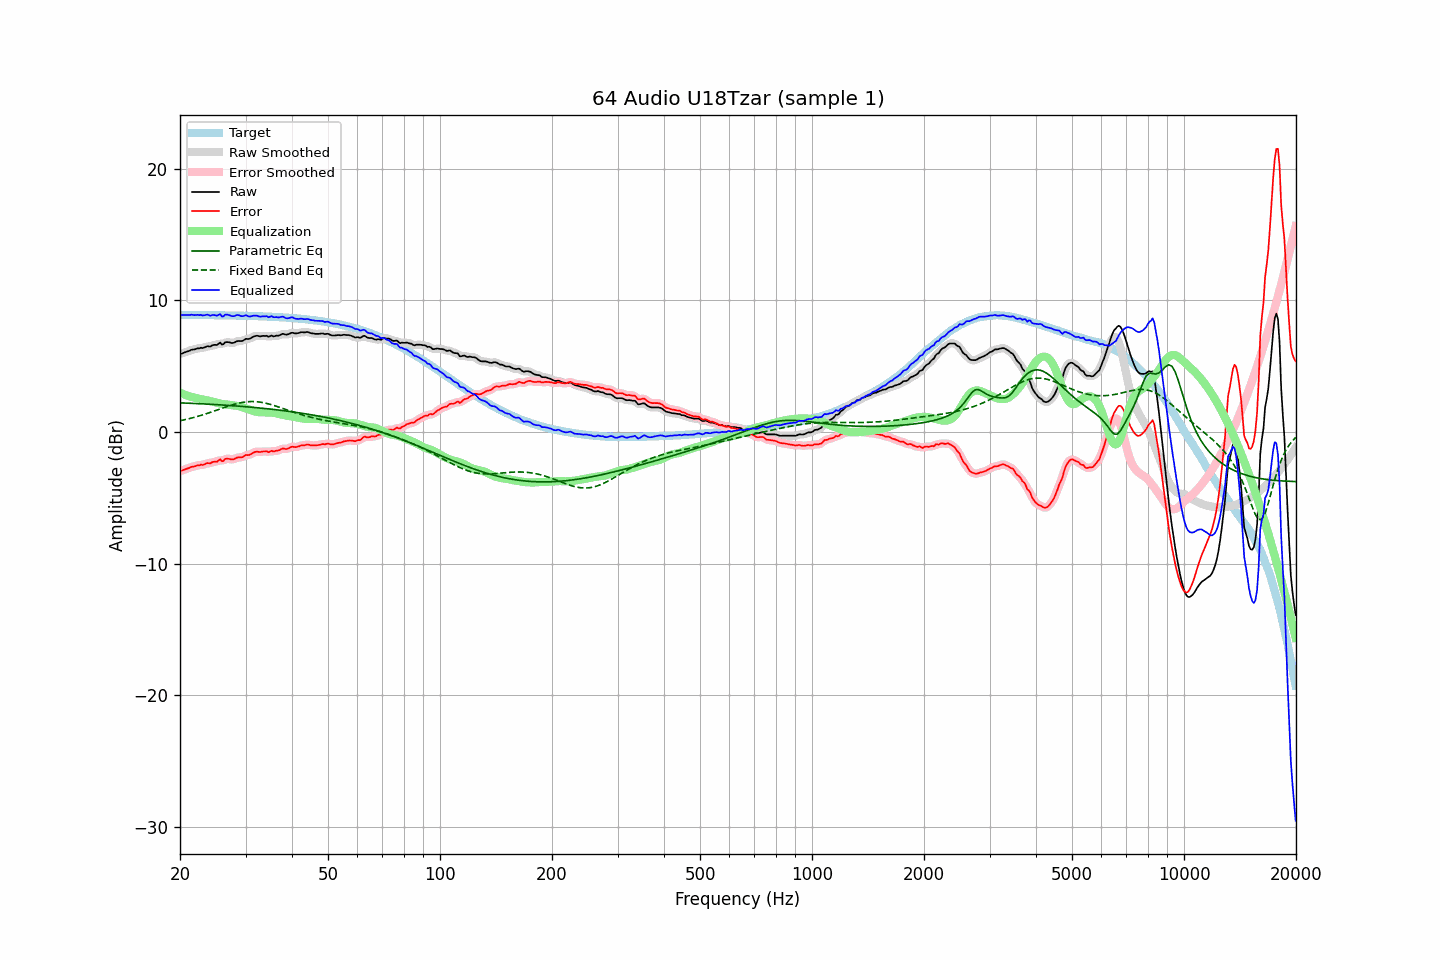 64 Audio U18Tzar (sample 1)
Target
Raw Smoothed
Error Smoothed
Raw
Error
Equalization
Parametric Eq
Fixed Band Eq
Equalized
20
10
0
−10
−20
−30
Amplitude (dBr)
20 50 100 200 500 1000 2000 5000 10000 20000
Frequency (Hz)